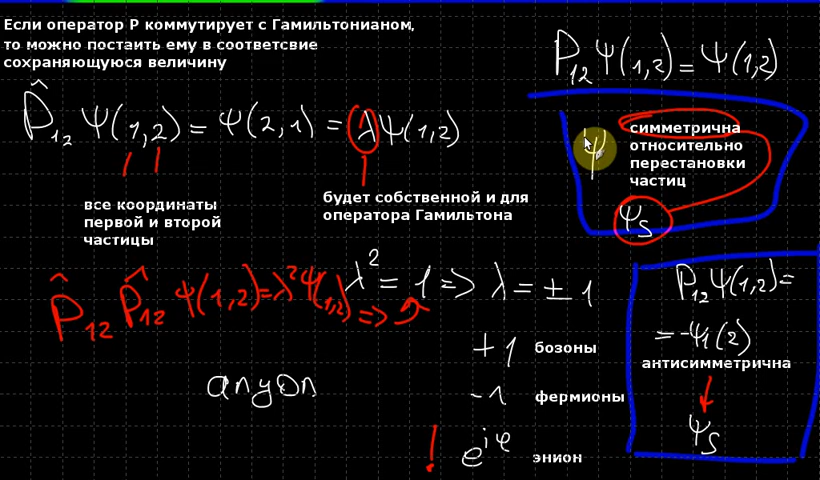 Если оператор P коммутирует с Гамильтонианом,
то можно постаить ему в соответсвие
сохраняющуюся величину
P̂₁₂ Ψ(1,2) = Ψ(2,1) = λΨ(1,2)
все координаты
первой и второй
частицы
будет собственной и для
оператора Гамильтона
P̂₁₂ P̂₁₂ Ψ(1,2) = λ²Ψ(1,2) =>
λ² = 1 => λ = ± 1
+1 бозоны
-1 фермионы
! e^{iφ} энион
anyon
P₁₂ Ψ(1,2) = Ψ(1,2)
Ψ
симметрична
относительно
перестановки
частиц
Ψₛ
P₁₂Ψ(1,2) =
= -Ψ1(2)
антисимметрична
Ψₛ